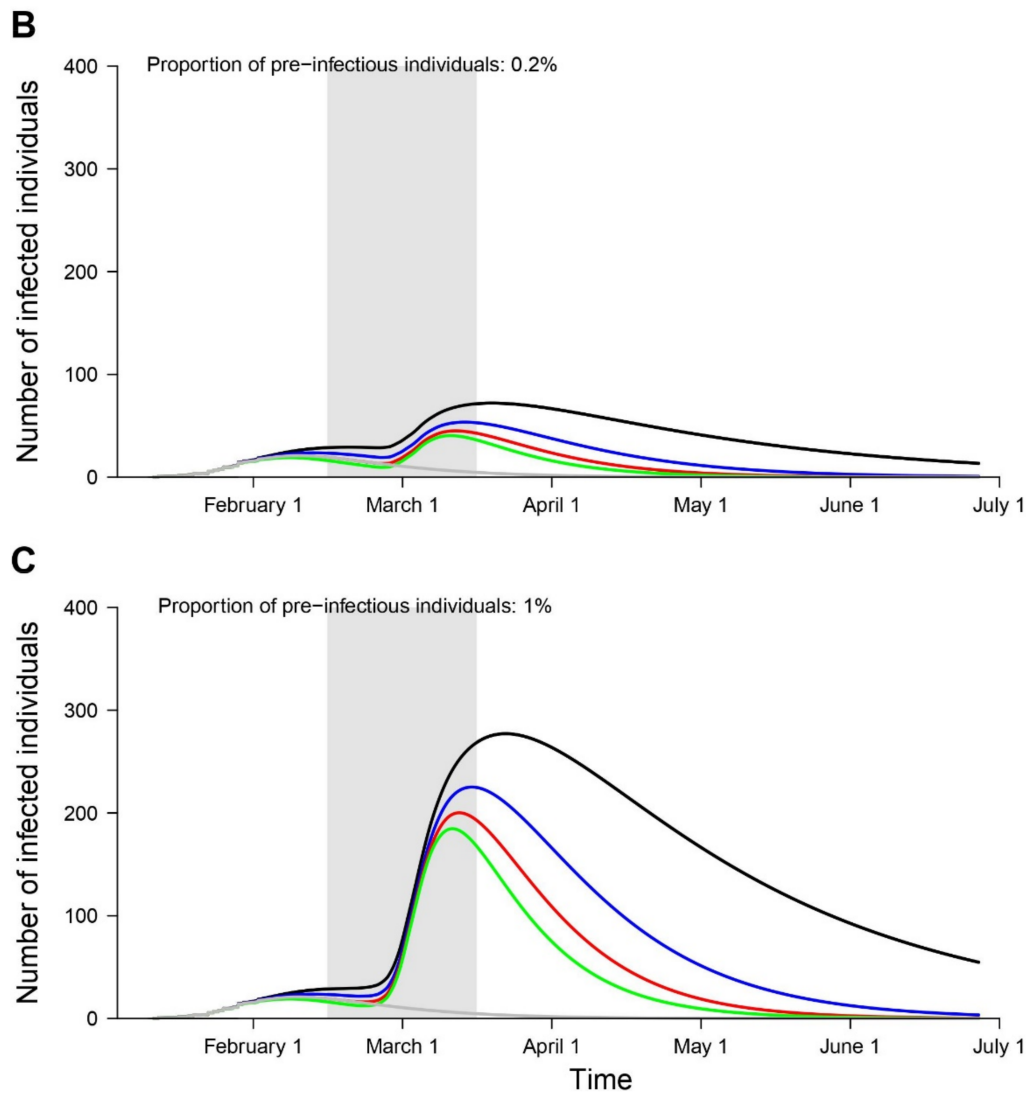 B
Proportion of pre−infectious individuals: 0.2%
Number of infected individuals
400
300
200
100
0
February 1
March 1
April 1
May 1
June 1
July 1
C
Proportion of pre−infectious individuals: 1%
Number of infected individuals
400
300
200
100
0
February 1
March 1
April 1
May 1
June 1
July 1
Time